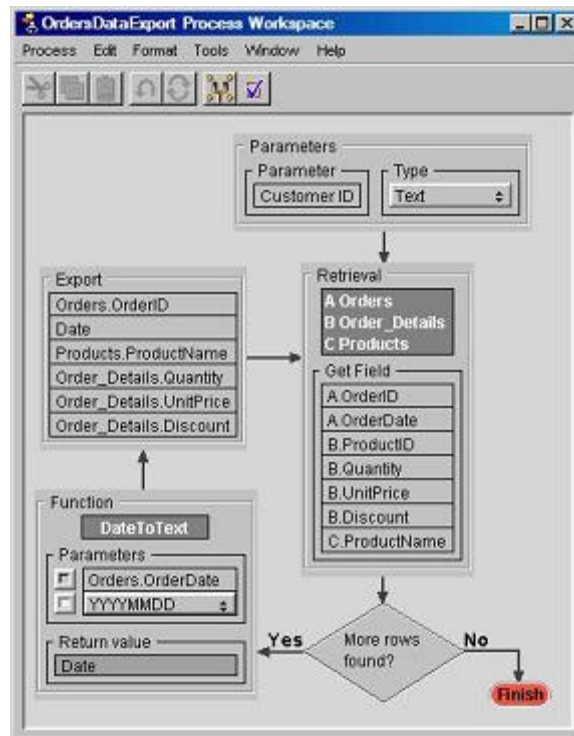 OrdersDataExport Process Workspace
Process Edit Format Tools Window Help
Parameters
Parameter
Customer ID
Type
Text
Retrieval
A Orders
B Order_Details
C Products
Get Field
A.OrderID
A.OrderDate
B.ProductID
B.Quantity
B.UnitPrice
B.Discount
C.ProductName
More rows
found?
Yes
No
Finish
Function
DateToText
Parameters
Orders.OrderDate
YYYYMMDD
Return value
Date
Export
Orders.OrderID
Date
Products.ProductName
Order_Details.Quantity
Order_Details.UnitPrice
Order_Details.Discount